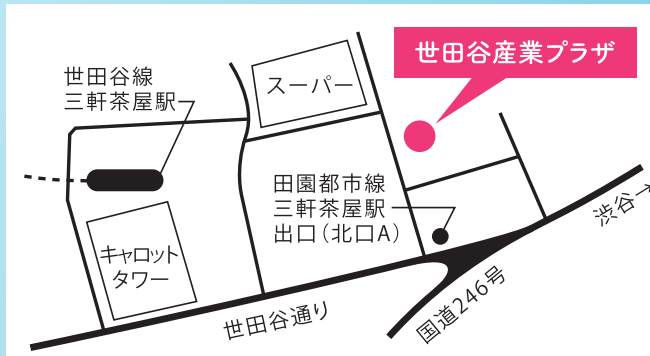 世田谷産業プラザ
世田谷線
三軒茶屋駅
スーパー
田園都市線
三軒茶屋駅
出口(北口A)
キャロット
タワー
世田谷通り
国道246号
渋谷→